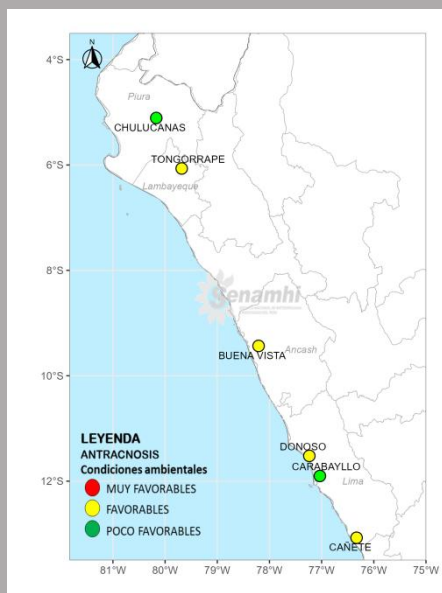 N
4°S
Piura
CHULUCANAS
TONGORRAPE
6°S
Lambayeque
8°S
Senamhi
BUENA VISTA
Ancash
10°S
DONOSO
CARABAYLLO
Lima
12°S
CAÑETE
LEYENDA
ANTRACNOSIS
Condiciones ambientales
MUY FAVORABLES
FAVORABLES
POCO FAVORABLES
81°W 80°W 79°W 78°W 77°W 76°W 75°W